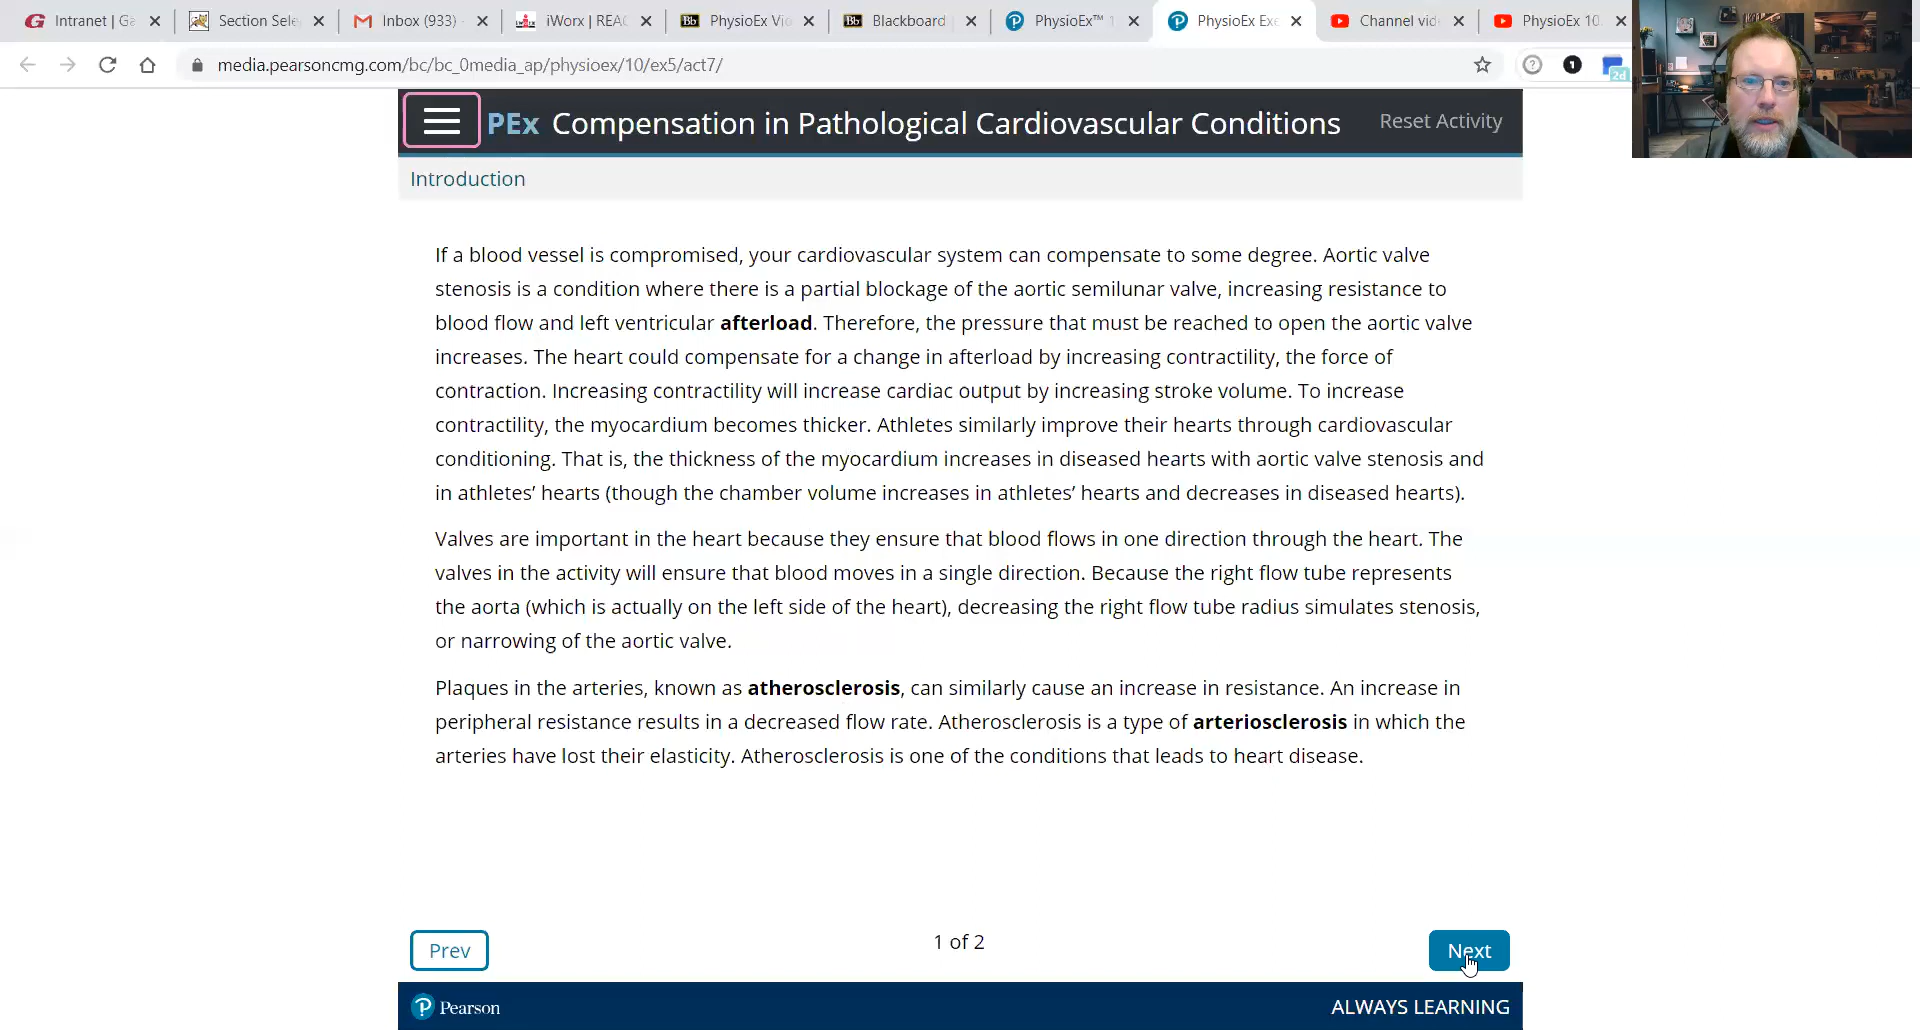 Intranet | Ga
Section Sele
Inbox (933) -
iWorx | REA
PhysioEx Vi
Blackboard
PhysioEx™ 1
PhysioEx Exe
Channel vid
PhysioEx 10.
media.pearsoncmg.com/bc/bc_0media_ap/physioex/10/ex5/act7/
2d
PEx Compensation in Pathological Cardiovascular Conditions
Reset Activity
Introduction
If a blood vessel is compromised, your cardiovascular system can compensate to some degree. Aortic valve
stenosis is a condition where there is a partial blockage of the aortic semilunar valve, increasing resistance to
blood flow and left ventricular afterload. Therefore, the pressure that must be reached to open the aortic valve
increases. The heart could compensate for a change in afterload by increasing contractility, the force of
contraction. Increasing contractility will increase cardiac output by increasing stroke volume. To increase
contractility, the myocardium becomes thicker. Athletes similarly improve their hearts through cardiovascular
conditioning. That is, the thickness of the myocardium increases in diseased hearts with aortic valve stenosis and
in athletes’ hearts (though the chamber volume increases in athletes’ hearts and decreases in diseased hearts).
Valves are important in the heart because they ensure that blood flows in one direction through the heart. The
valves in the activity will ensure that blood moves in a single direction. Because the right flow tube represents
the aorta (which is actually on the left side of the heart), decreasing the right flow tube radius simulates stenosis,
or narrowing of the aortic valve.
Plaques in the arteries, known as atherosclerosis, can similarly cause an increase in resistance. An increase in
peripheral resistance results in a decreased flow rate. Atherosclerosis is a type of arteriosclerosis in which the
arteries have lost their elasticity. Atherosclerosis is one of the conditions that leads to heart disease.
Prev
1 of 2
Next
Pearson
ALWAYS LEARNING